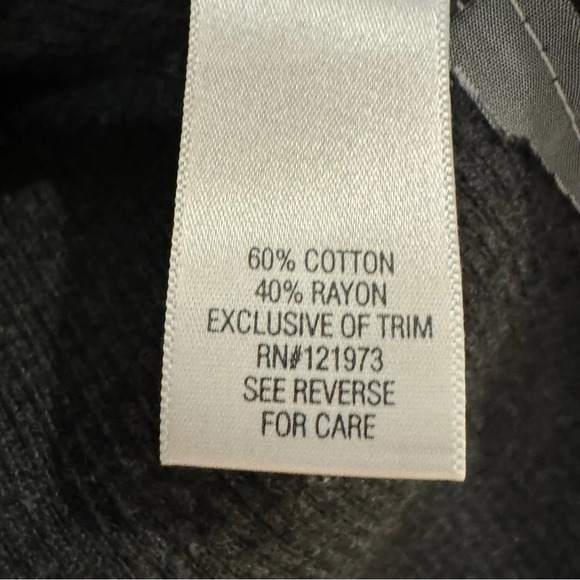 60% COTTON
40% RAYON
EXCLUSIVE OF TRIM
RN#121973
SEE REVERSE
FOR CARE